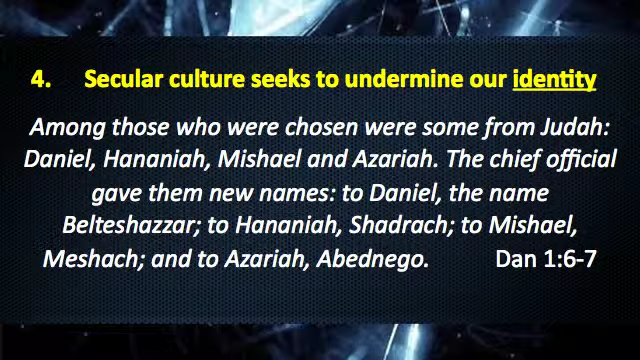 4. Secular culture seeks to undermine our identity
Among those who were chosen were some from Judah:
Daniel, Hananiah, Mishael and Azariah. The chief official
gave them new names: to Daniel, the name
Belteshazzar; to Hananiah, Shadrach; to Mishael,
Meshach; and to Azariah, Abednego. Dan 1:6-7